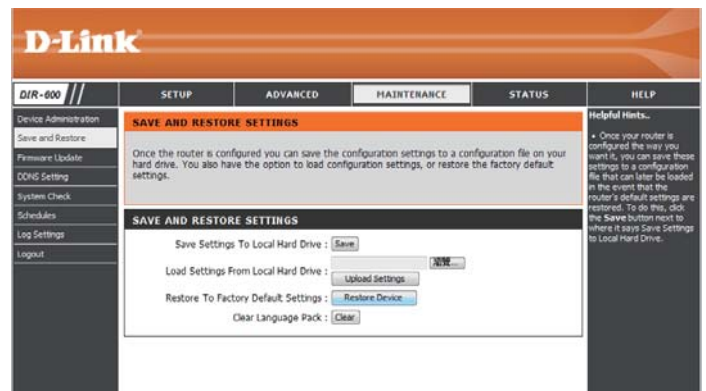 D-Link
DIR-600
SETUP
ADVANCED
MAINTENANCE
STATUS
HELP
Device Administration
Save and Restore
Firmware Update
DDNS Setting
System Check
Schedules
Log Settings
Logout
SAVE AND RESTORE SETTINGS
Once the router is configured you can save the configuration settings to a configuration file on your
hard drive. You also have the option to load configuration settings, or restore the factory default
settings.
SAVE AND RESTORE SETTINGS
Save Settings To Local Hard Drive : Save
Load Settings From Local Hard Drive :
Upload Settings
Restore To Factory Default Settings : Restore Device
Clear Language Pack : Clear
Helpful Hints..
• Once your router is
configured the way you
want it, you can save these
settings to a configuration
file that can later be loaded
in the event that the
router's default settings are
restored. To do this, click
the Save button next to
where it says Save Settings
to Local Hard Drive.